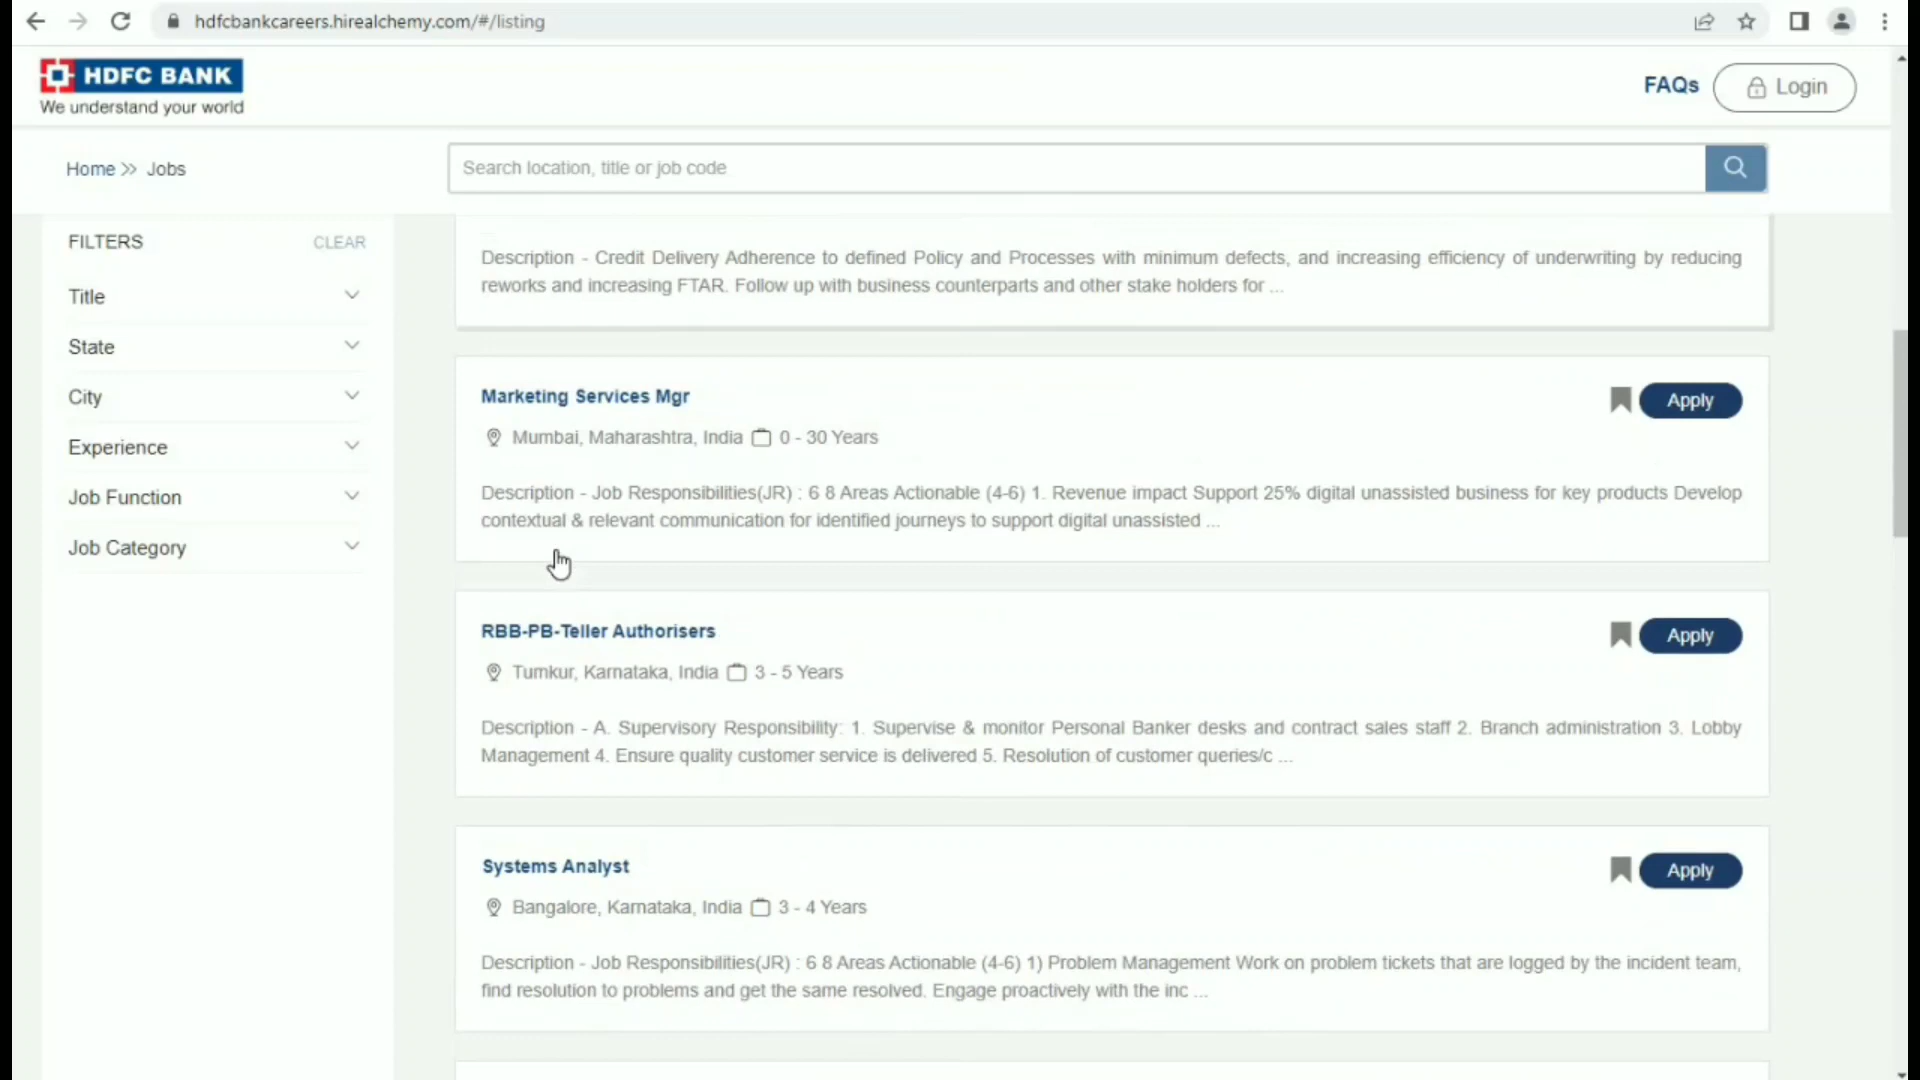 hdfcbankcareers.hirealchemy.com/#/listing
HDFC BANK
We understand your world
FAQs
Login
Home >> Jobs
Search location, title or job code
FILTERS
CLEAR
Title
State
City
Experience
Job Function
Job Category
Description - Credit Delivery Adherence to defined Policy and Processes with minimum defects, and increasing efficiency of underwriting by reducing
reworks and increasing FTAR. Follow up with business counterparts and other stake holders for ...
Marketing Services Mgr
Apply
Mumbai, Maharashtra, India 0 - 30 Years
Description - Job Responsibilities(JR) : 6 8 Areas Actionable (4-6) 1. Revenue impact Support 25% digital unassisted business for key products Develop
contextual & relevant communication for identified journeys to support digital unassisted ...
RBB-PB-Teller Authorisers
Apply
Tumkur, Karnataka, India 3 - 5 Years
Description - A. Supervisory Responsibility: 1. Supervise & monitor Personal Banker desks and contract sales staff 2. Branch administration 3. Lobby
Management 4. Ensure quality customer service is delivered 5. Resolution of customer queries/c ...
Systems Analyst
Apply
Bangalore, Karnataka, India 3 - 4 Years
Description - Job Responsibilities(JR) : 6 8 Areas Actionable (4-6) 1) Problem Management Work on problem tickets that are logged by the incident team,
find resolution to problems and get the same resolved. Engage proactively with the inc ...